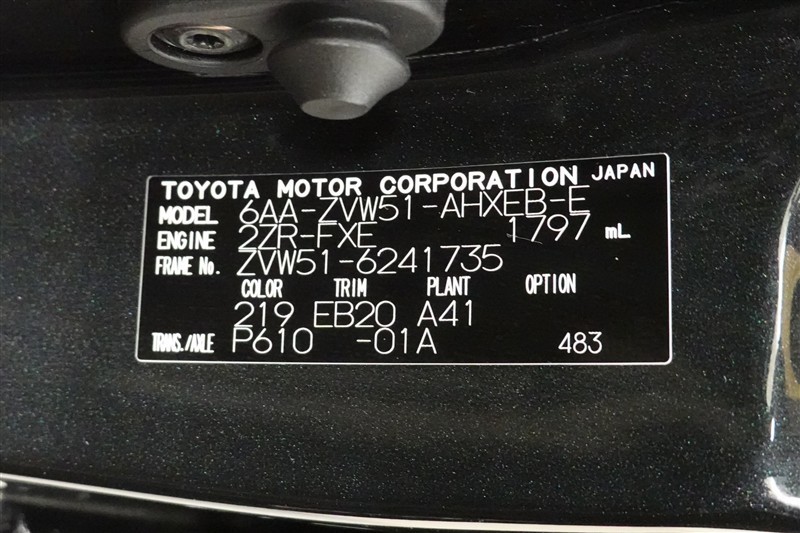 TOYOTA MOTOR CORPORATION JAPAN
MODEL 6AA-ZVW51-AHXEB-E
ENGINE 2ZR-FXE 1797 mL
FRAME No. ZVW51-6241735
COLOR TRIM PLANT OPTION
219 EB20 A41
TRANS./AXLE P610 -01A 483